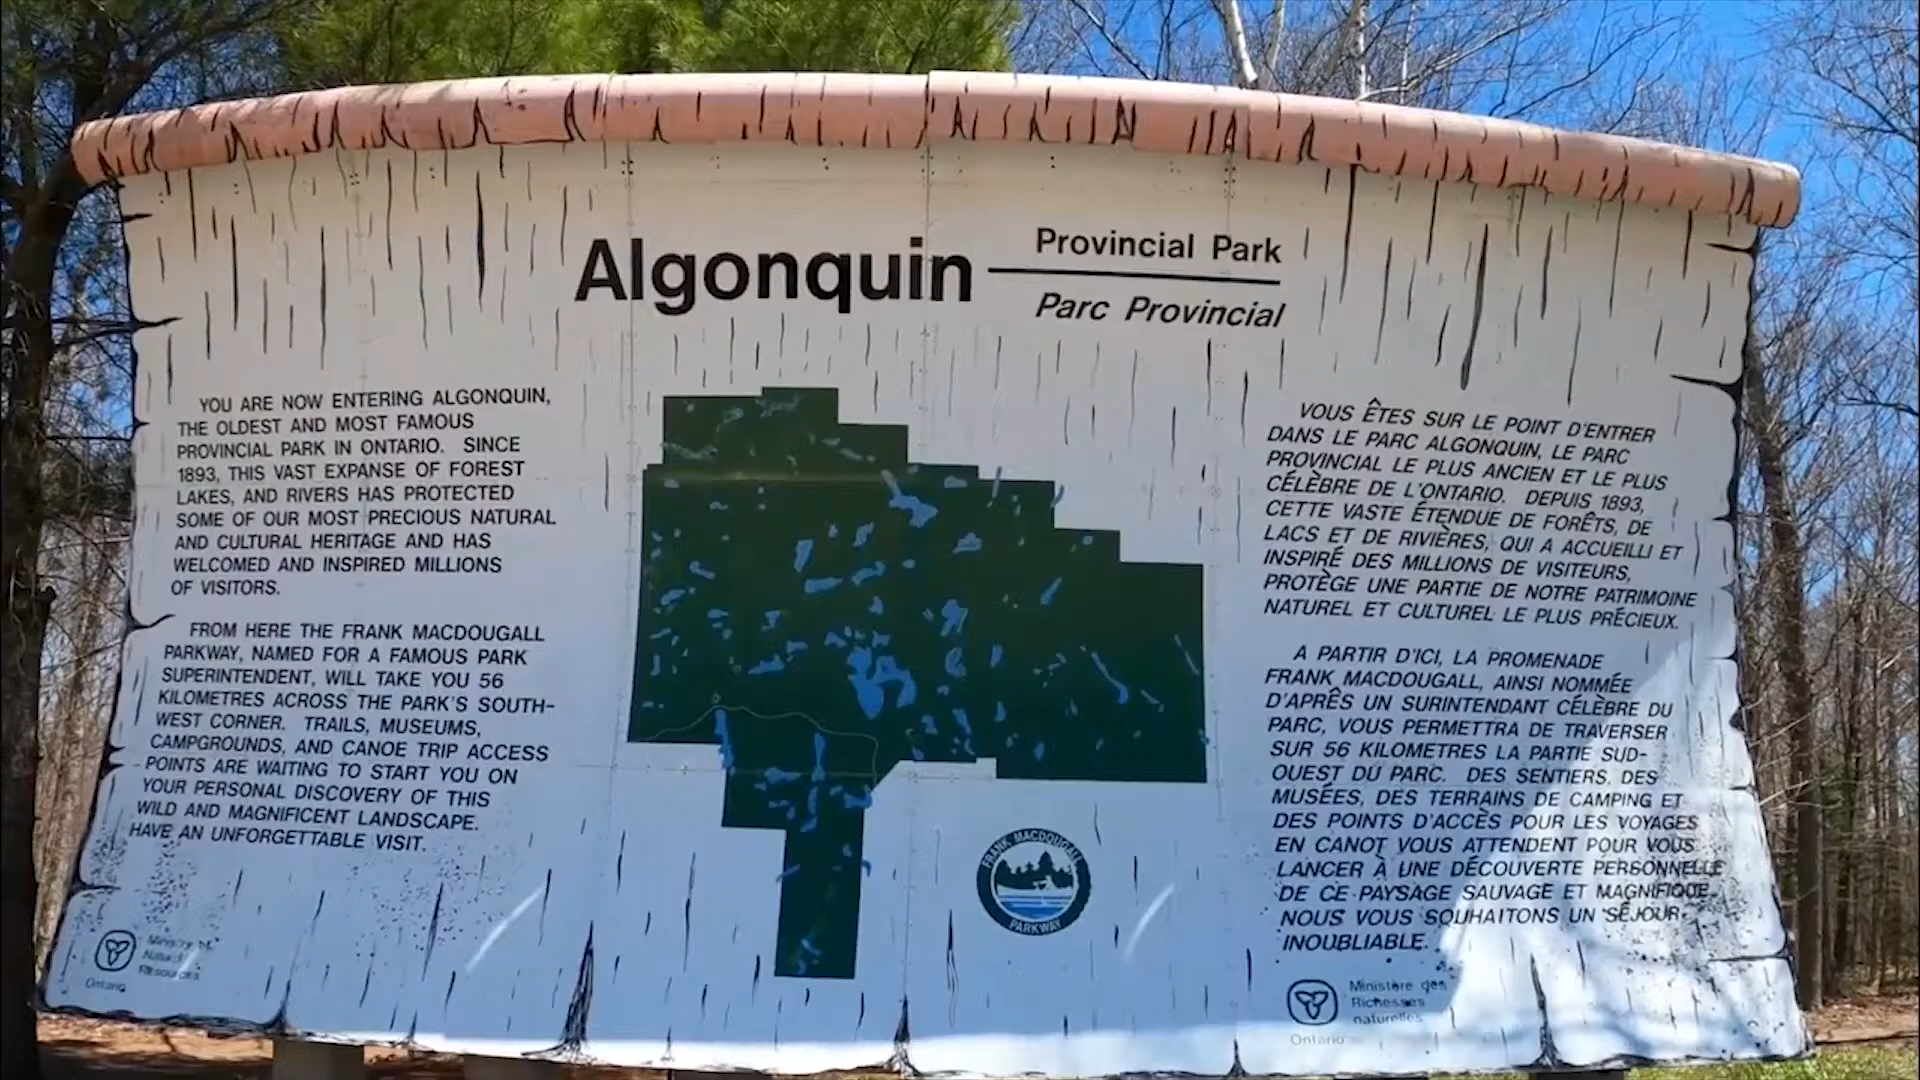 Algonquin
Provincial Park
Parc Provincial
YOU ARE NOW ENTERING ALGONQUIN,
THE OLDEST AND MOST FAMOUS
PROVINCIAL PARK IN ONTARIO. SINCE
1893, THIS VAST EXPANSE OF FOREST
LAKES, AND RIVERS HAS PROTECTED
SOME OF OUR MOST PRECIOUS NATURAL
AND CULTURAL HERITAGE AND HAS
WELCOMED AND INSPIRED MILLIONS
OF VISITORS.
FROM HERE THE FRANK MACDOUGALL
PARKWAY, NAMED FOR A FAMOUS PARK
SUPERINTENDENT, WILL TAKE YOU 56
KILOMETRES ACROSS THE PARK'S SOUTH-
WEST CORNER. TRAILS, MUSEUMS,
CAMPGROUNDS, AND CANOE TRIP ACCESS
POINTS ARE WAITING TO START YOU ON
YOUR PERSONAL DISCOVERY OF THIS
WILD AND MAGNIFICENT LANDSCAPE.
HAVE AN UNFORGETTABLE VISIT.
Ministry of
Natural
Resources
Ontario
FRANK MACDOUGALL
PARKWAY
VOUS ÊTES SUR LE POINT D'ENTRER
DANS LE PARC ALGONQUIN, LE PARC
PROVINCIAL LE PLUS ANCIEN ET LE PLUS
CÉLÈBRE DE L'ONTARIO. DEPUIS 1893,
CETTE VASTE ÉTENDUE DE FORÊTS, DE
LACS ET DE RIVIÈRES, QUI A ACCUEILLI ET
INSPIRÉ DES MILLIONS DE VISITEURS,
PROTÈGE UNE PARTIE DE NOTRE PATRIMOINE
NATUREL ET CULTUREL LE PLUS PRÉCIEUX.
A PARTIR D'ICI, LA PROMENADE
FRANK MACDOUGALL, AINSI NOMMÉE
D'APRÈS UN SURINTENDANT CÉLÈBRE DU
PARC, VOUS PERMETTRA DE TRAVERSER
SUR 56 KILOMETRES LA PARTIE SUD-
OUEST DU PARC. DES SENTIERS, DES
MUSÉES, DES TERRAINS DE CAMPING ET
DES POINTS D'ACCÈS POUR LES VOYAGES
EN CANOT VOUS ATTENDENT POUR VOUS
LANCER À UNE DÉCOUVERTE PERSONNELLE
DE CE PAYSAGE SAUVAGE ET MAGNIFIQUE.
NOUS VOUS SOUHAITONS UN SÉJOUR
INOUBLIABLE.
Ministère des
Richesses
naturelles
Ontario